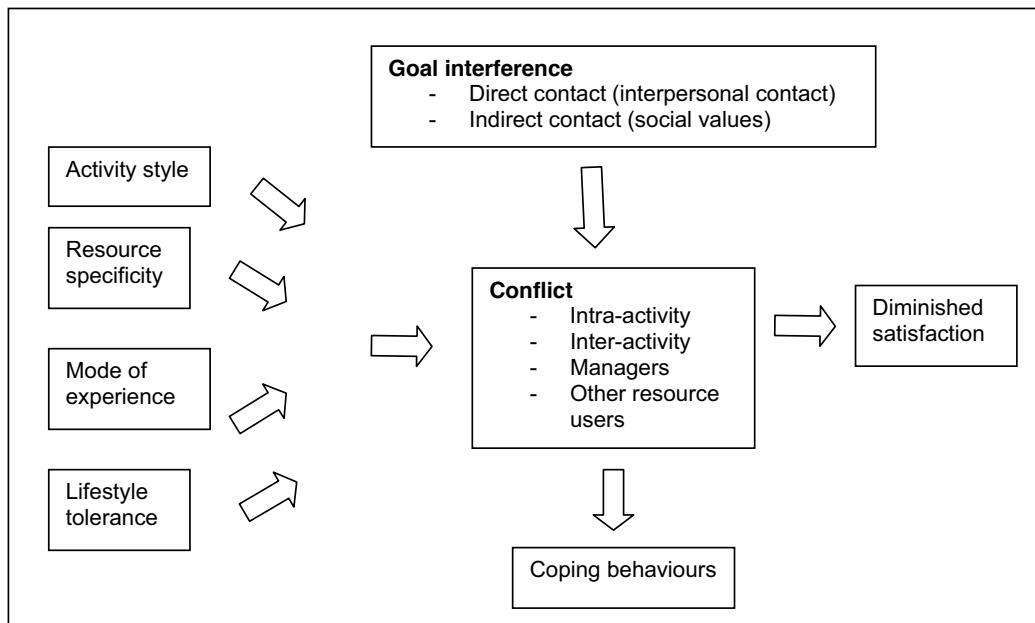 Goal interference
- Direct contact (interpersonal contact)
- Indirect contact (social values)
Activity style
Resource
specificity
Mode of
experience
Lifestyle
tolerance
Conflict
- Intra-activity
- Inter-activity
- Managers
- Other resource
users
Diminished
satisfaction
Coping behaviours